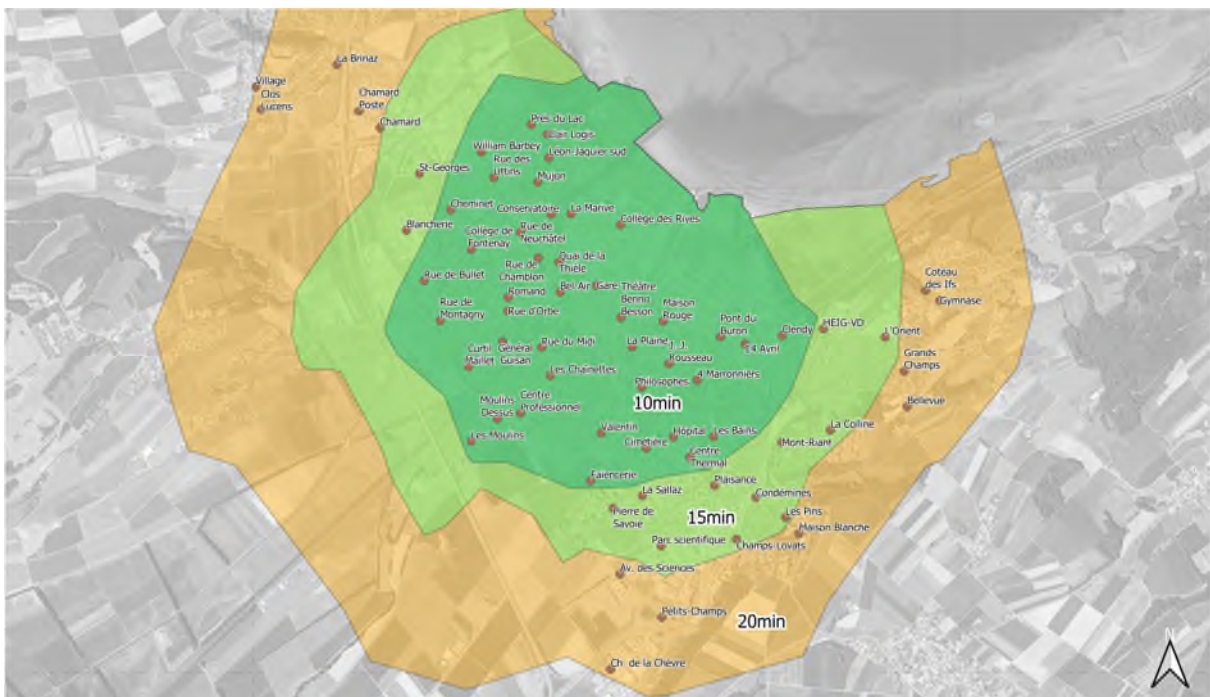 La Brinaz
Village
Clos
Lucens
Chamard
Poste
Chamard
Près du Lac
Clair Logis
William Barbey
Léon-Jaquier sud
Rue des
Uttins
St-Georges
Mujon
Cheminet
Conservatoire
La Marive
Collège des Rives
Blancherie
Collège de
Fontenay
Rue de
Neuchâtel
Quai de la
Thièle
Rue de
Chamblon
Rue de Bullet
Coteau
des Ifs
Gymnase
Romand
Bel Air
Gare
Théâtre
Benno
Besson
Rue de
Montagny
Rue d'Orbe
Maison
Rouge
Pont du
Buron
Clendy
HEIG-VD
L'Orient
14 Avril
Curtil
Maillet
Général
Guisan
Rue du Midi
La Plaine
J. J.
Rousseau
Grands
Champs
Les Chaînettes
Philosophes
4 Marronniers
10min
Bellevue
Moulins
Dessus
Centre
Professionnel
Les Moulins
Valentin
Cimetière
Hôpital
Les Bains
La Colline
Mont-Riant
Centre
Thermal
Faïencerie
La Sallaz
Plaisance
Condémines
Pierre de
Savoie
15min
Les Pins
Maison Blanche
Parc scientifique
Champs-Lovats
Av. des Sciences
Petits-Champs
20min
Ch. de la Chèvre
N